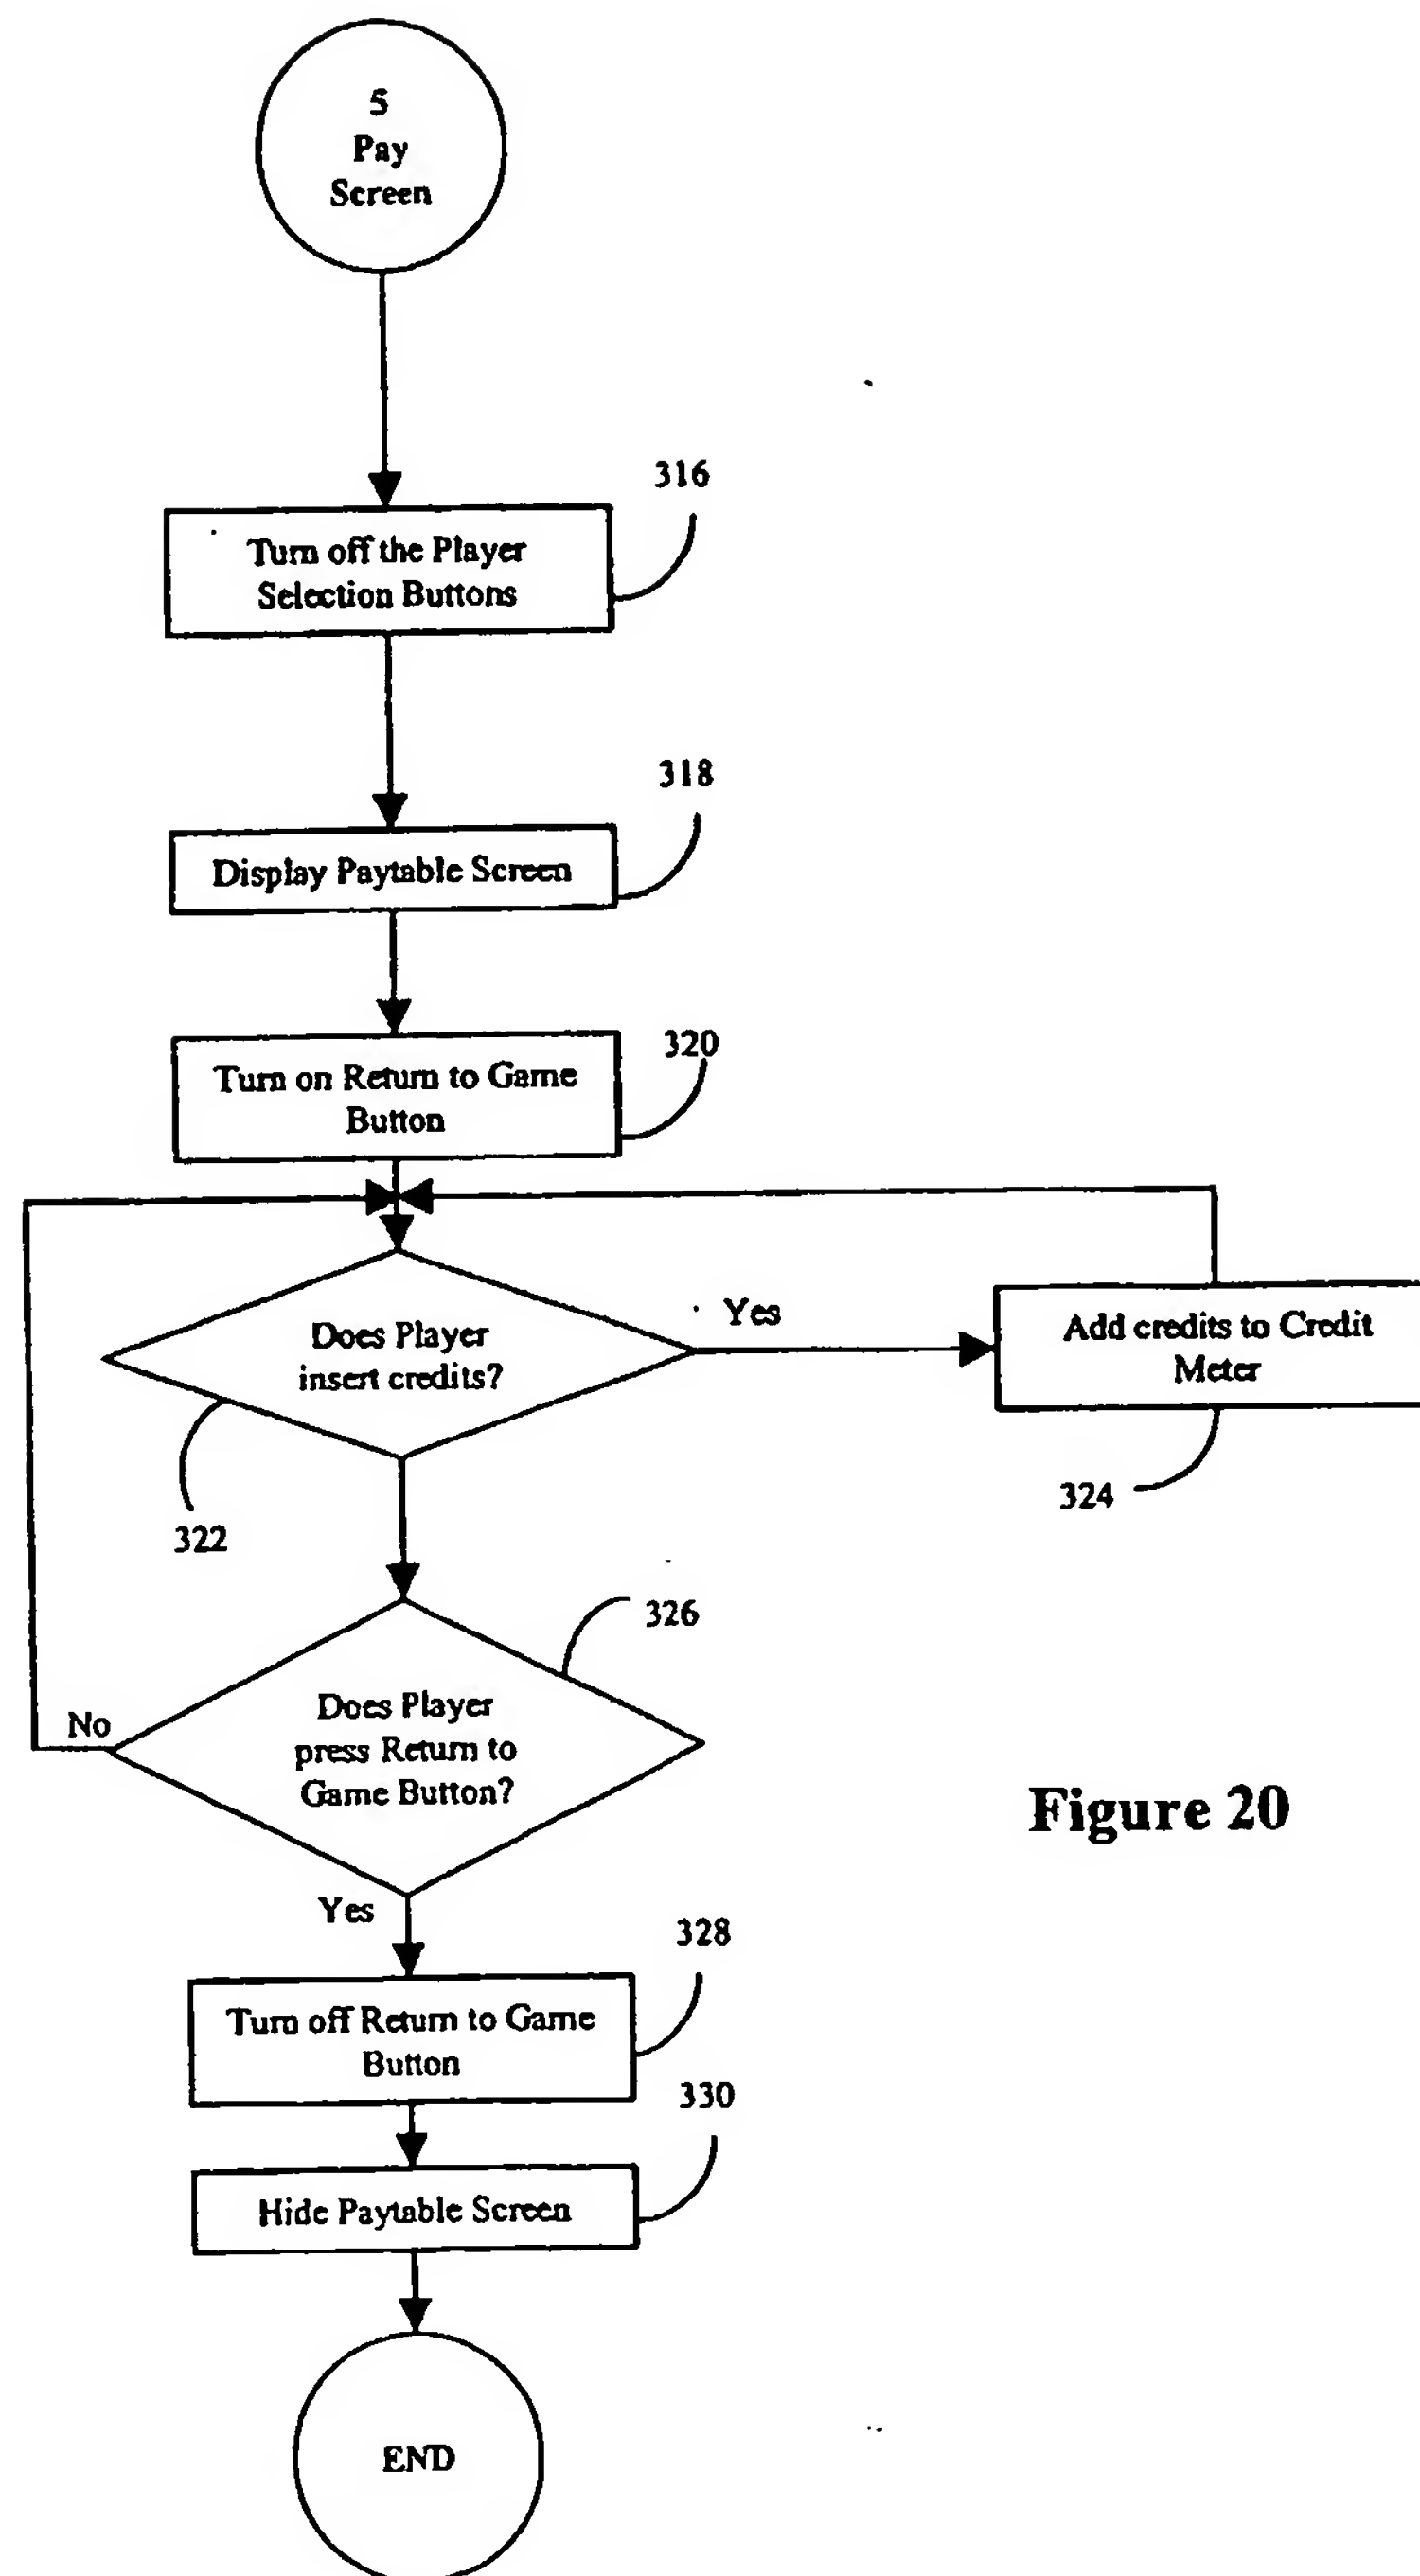 5
Pay
Screen
316
Turn off the Player
Selection Buttons
318
Display Paytable Screen
320
Turn on Return to Game
Button
Does Player
insert credits?
Yes
Add credits to Credit
Meter
322
324
326
Does Player
press Return to
Game Button?
No
Figure 20
Yes
328
Turn off Return to Game
Button
330
Hide Paytable Screen
END